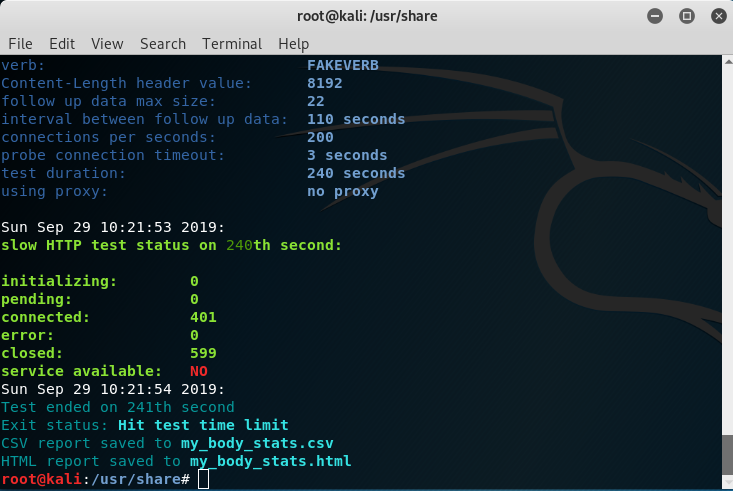 root@kali: /usr/share
File Edit View Search Terminal Help
verb: FAKEVERB
Content-Length header value: 8192
follow up data max size: 22
interval between follow up data: 110 seconds
connections per seconds: 200
probe connection timeout: 3 seconds
test duration: 240 seconds
using proxy: no proxy
Sun Sep 29 10:21:53 2019:
slow HTTP test status on 240th second:
initializing: 0
pending: 0
connected: 401
error: 0
closed: 599
service available: NO
Sun Sep 29 10:21:54 2019:
Test ended on 241th second
Exit status: Hit test time limit
CSV report saved to my_body_stats.csv
HTML report saved to my_body_stats.html
root@kali:/usr/share#